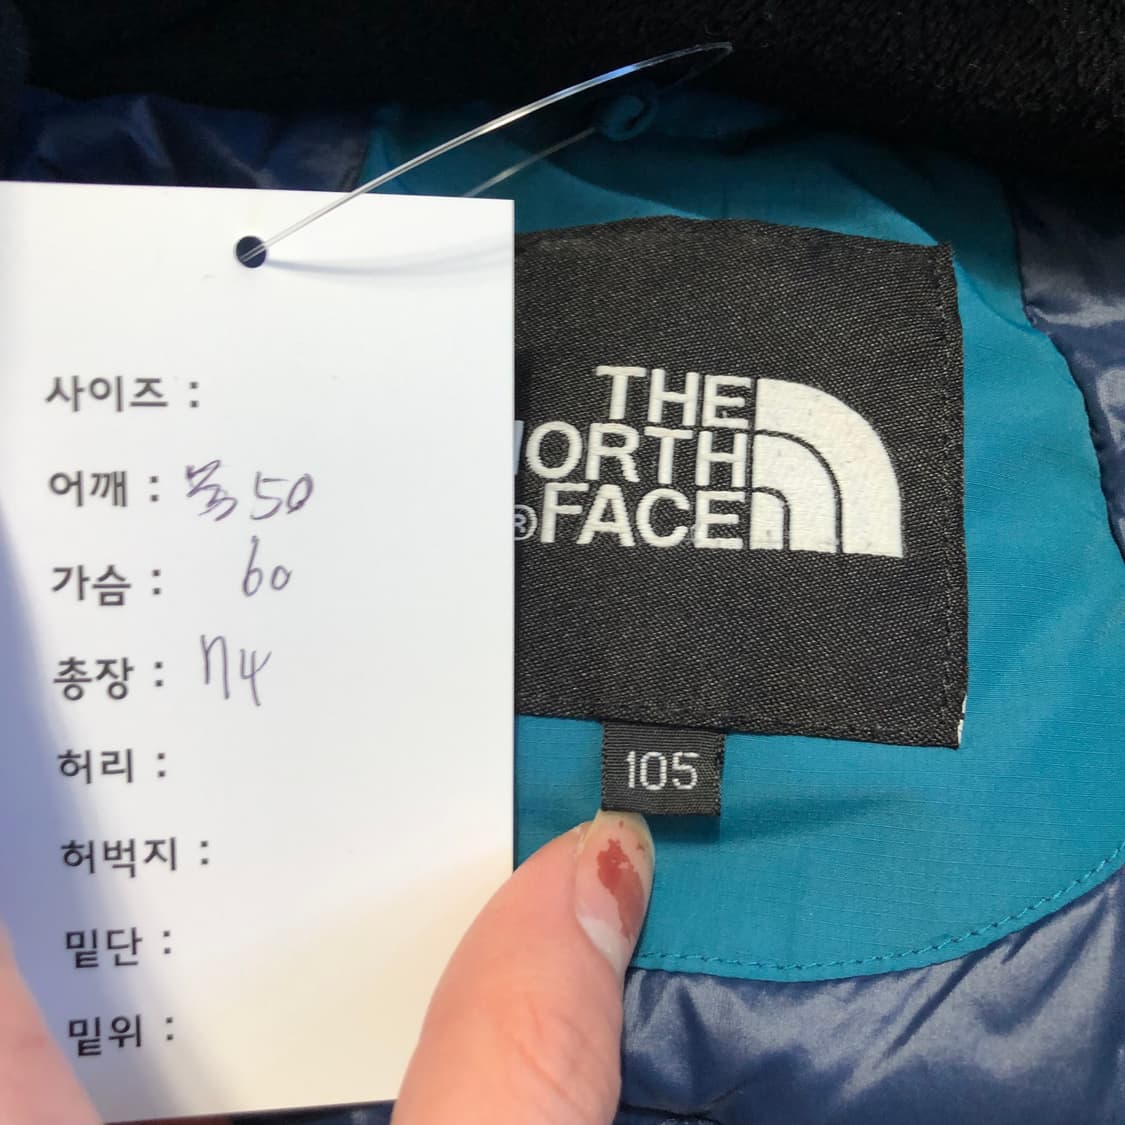 사이즈 :
어깨 : 50
가슴 : 60
총장 : 74
허리 :
허벅지 :
밑단 :
밑위 :
THE
ORTH
®FACE
105